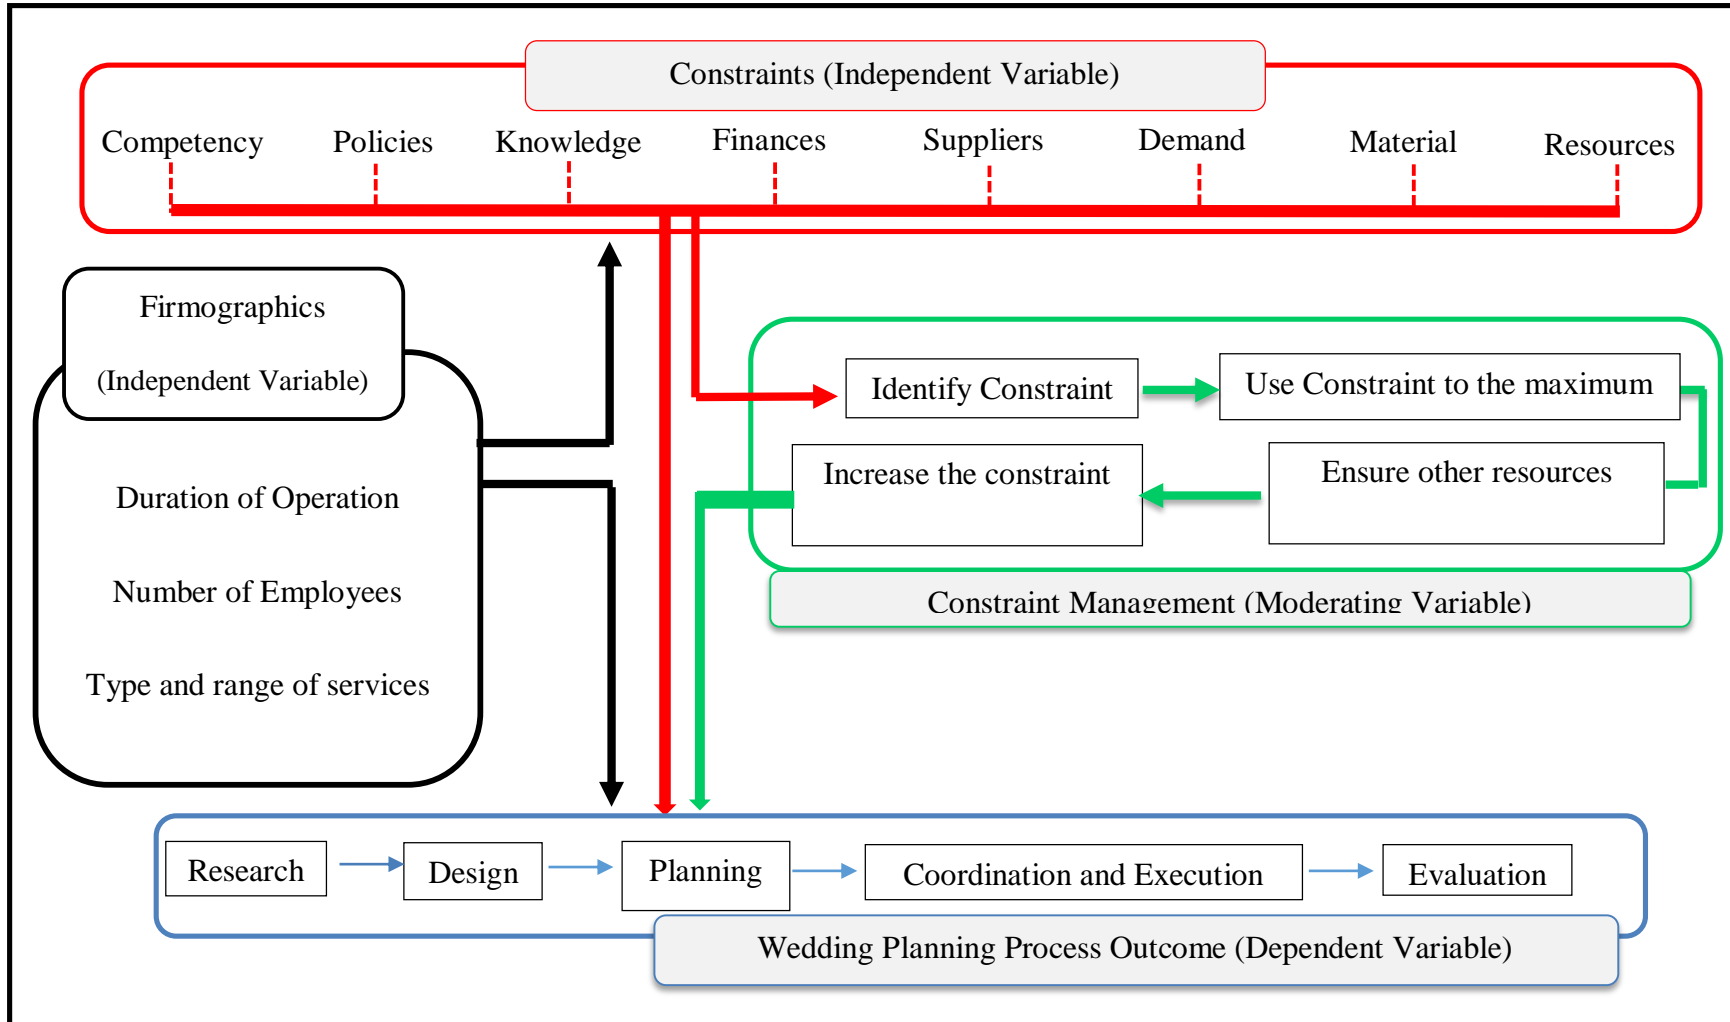 Constraints (Independent Variable)
Competency
Policies
Knowledge
Finances
Suppliers
Demand
Material
Resources
Firmographics
(Independent Variable)
Duration of Operation
Number of Employees
Type and range of services
Identify Constraint
Use Constraint to the maximum
Increase the constraint
Ensure other resources
Constraint Management (Moderating Variable)
Research
Design
Planning
Coordination and Execution
Evaluation
Wedding Planning Process Outcome (Dependent Variable)